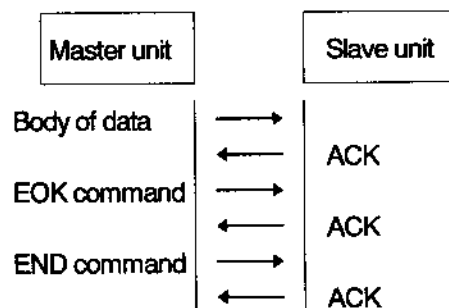 Master unit
Slave unit
Body of data
ACK
EOK command
ACK
END command
ACK